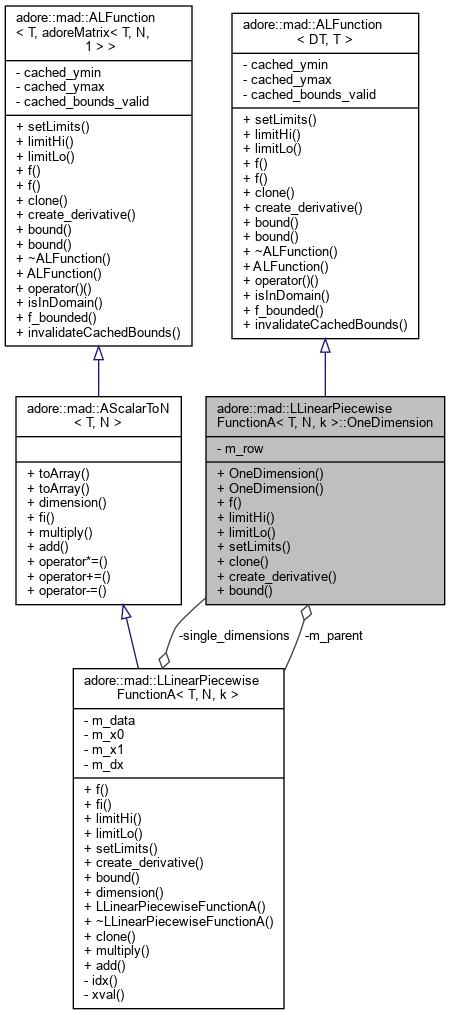 adore::mad::ALFunction
< T, adoreMatrix< T, N,
1 > >
- cached_ymin
- cached_ymax
- cached_bounds_valid
+ setLimits()
+ limitHi()
+ limitLo()
+ f()
+ f()
+ clone()
+ create_derivative()
+ bound()
+ bound()
+ ~ALFunction()
+ ALFunction()
+ operator()()
+ isInDomain()
+ f_bounded()
+ invalidateCachedBounds()
adore::mad::ALFunction
< DT, T >
- cached_ymin
- cached_ymax
- cached_bounds_valid
+ setLimits()
+ limitHi()
+ limitLo()
+ f()
+ f()
+ clone()
+ create_derivative()
+ bound()
+ bound()
+ ~ALFunction()
+ ALFunction()
+ operator()()
+ isInDomain()
+ f_bounded()
+ invalidateCachedBounds()
adore::mad::AScalarToN
< T, N >
+ toArray()
+ toArray()
+ dimension()
+ fi()
+ multiply()
+ add()
+ operator*=()
+ operator+=()
+ operator-=()
adore::mad::LLinearPiecewise
FunctionA< T, N, k >::OneDimension
- m_row
+ OneDimension()
+ OneDimension()
+ f()
+ limitHi()
+ limitLo()
+ setLimits()
+ clone()
+ create_derivative()
+ bound()
-single_dimensions
-m_parent
adore::mad::LLinearPiecewise
FunctionA< T, N, k >
- m_data
- m_x0
- m_x1
- m_dx
+ f()
+ fi()
+ limitHi()
+ limitLo()
+ setLimits()
+ create_derivative()
+ bound()
+ dimension()
+ LLinearPiecewiseFunctionA()
+ ~LLinearPiecewiseFunctionA()
+ clone()
+ multiply()
+ add()
- idx()
- xval()